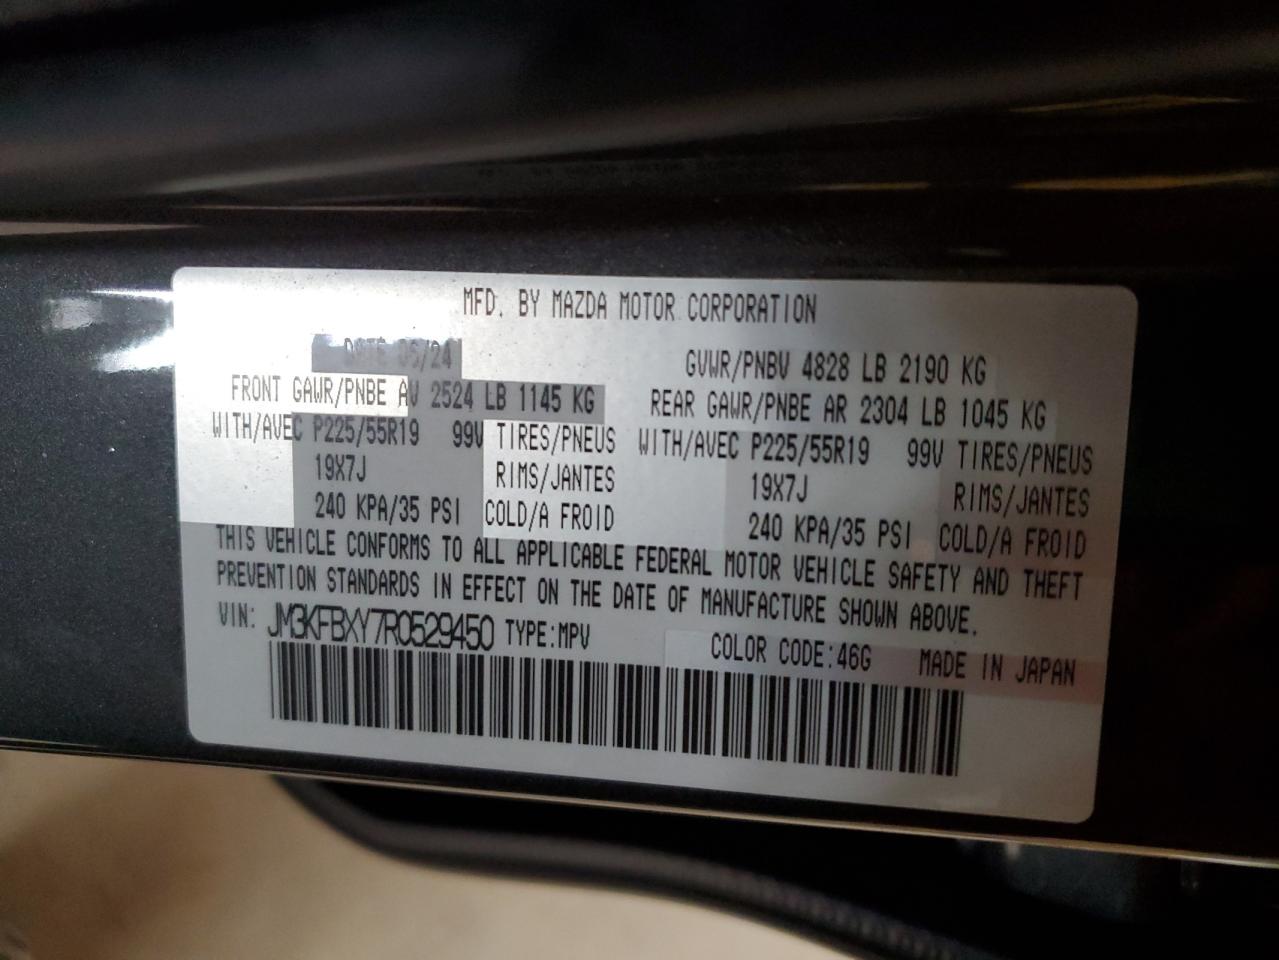 MFD. BY MAZDA MOTOR CORPORATION
DATE 06/24 GVWR/PNBV 4828 LB 2190 KG
FRONT GAWR/PNBE AV 2524 LB 1145 KG REAR GAWR/PNBE AR 2304 LB 1045 KG
WITH/AVEC P225/55R19 99V TIRES/PNEUS WITH/AVEC P225/55R19 99V TIRES/PNEUS
19X7J RIMS/JANTES 19X7J RIMS/JANTES
240 KPA/35 PSI COLD/A FROID 240 KPA/35 PSI COLD/A FROID
THIS VEHICLE CONFORMS TO ALL APPLICABLE FEDERAL MOTOR VEHICLE SAFETY AND THEFT
PREVENTION STANDARDS IN EFFECT ON THE DATE OF MANUFACTURE SHOWN ABOVE.
VIN: JM3KFBXY7R0529450 TYPE:MPV COLOR CODE:46G MADE IN JAPAN